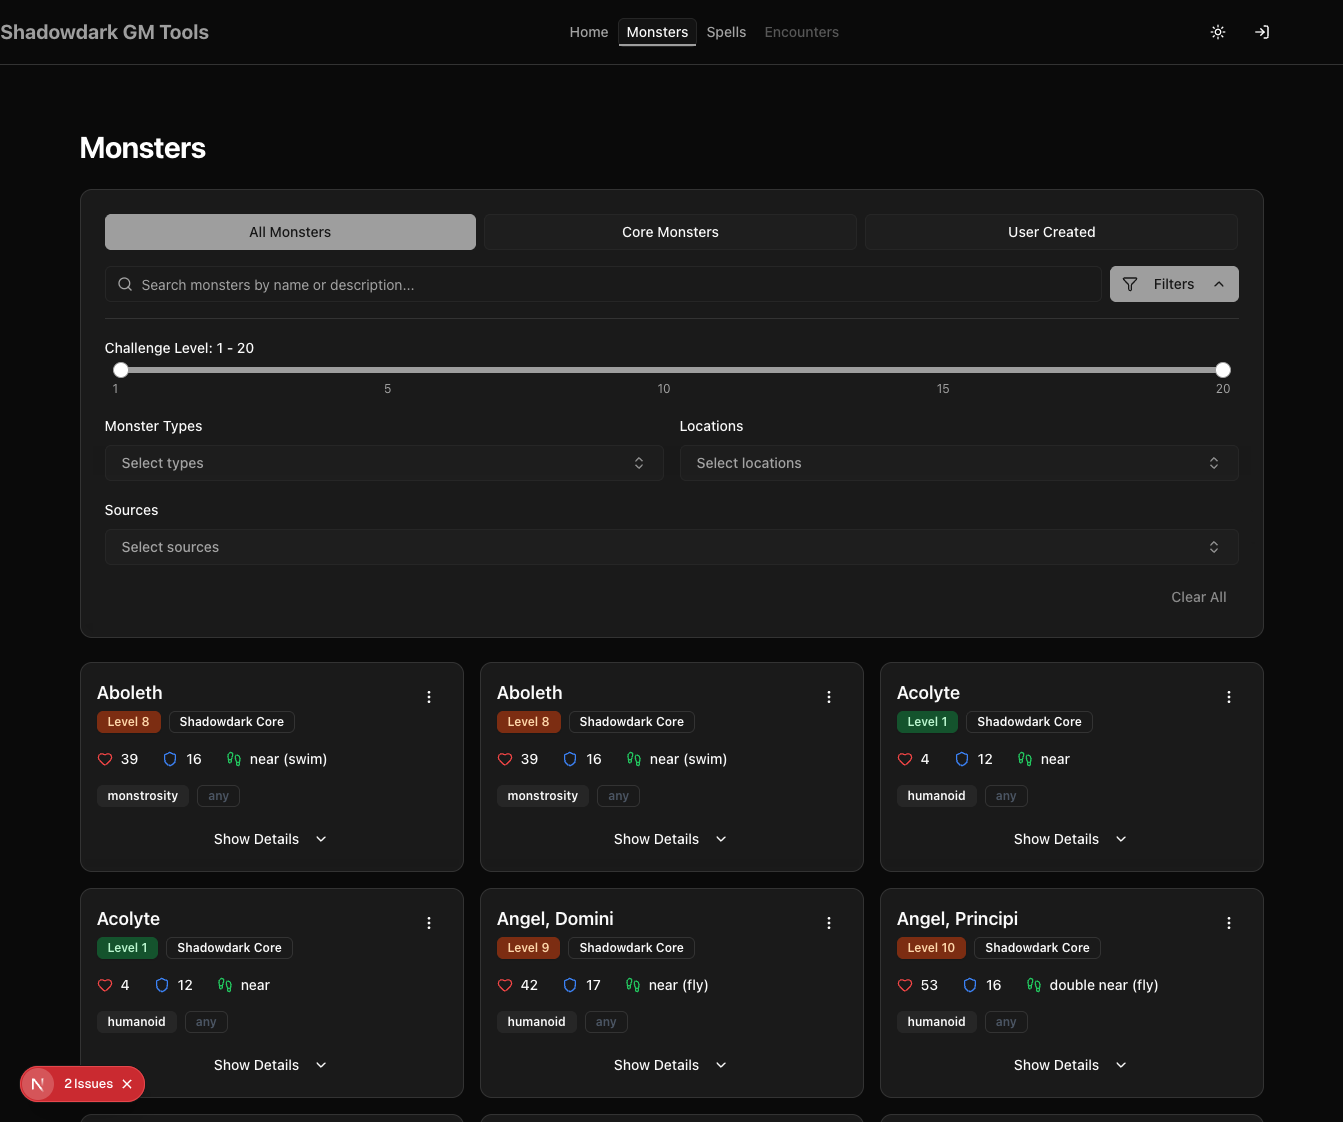 Shadowdark GM Tools
Home Monsters Spells Encounters
Monsters
All Monsters Core Monsters User Created
Search monsters by name or description... Filters
Challenge Level: 1 - 20
1 5 10 15 20
Monster Types Locations
Select types Select locations
Sources
Select sources
Clear All
Aboleth Aboleth Acolyte
Level 8 Shadowdark Core Level 8 Shadowdark Core Level 1 Shadowdark Core
39 16 near (swim) 39 16 near (swim) 4 12 near
monstrosity any monstrosity any humanoid any
Show Details Show Details Show Details
Acolyte Angel, Domini Angel, Principi
Level 1 Shadowdark Core Level 9 Shadowdark Core Level 10 Shadowdark Core
4 12 near 42 17 near (fly) 53 16 double near (fly)
humanoid any humanoid any humanoid any
Show Details Show Details Show Details
N 2 Issues